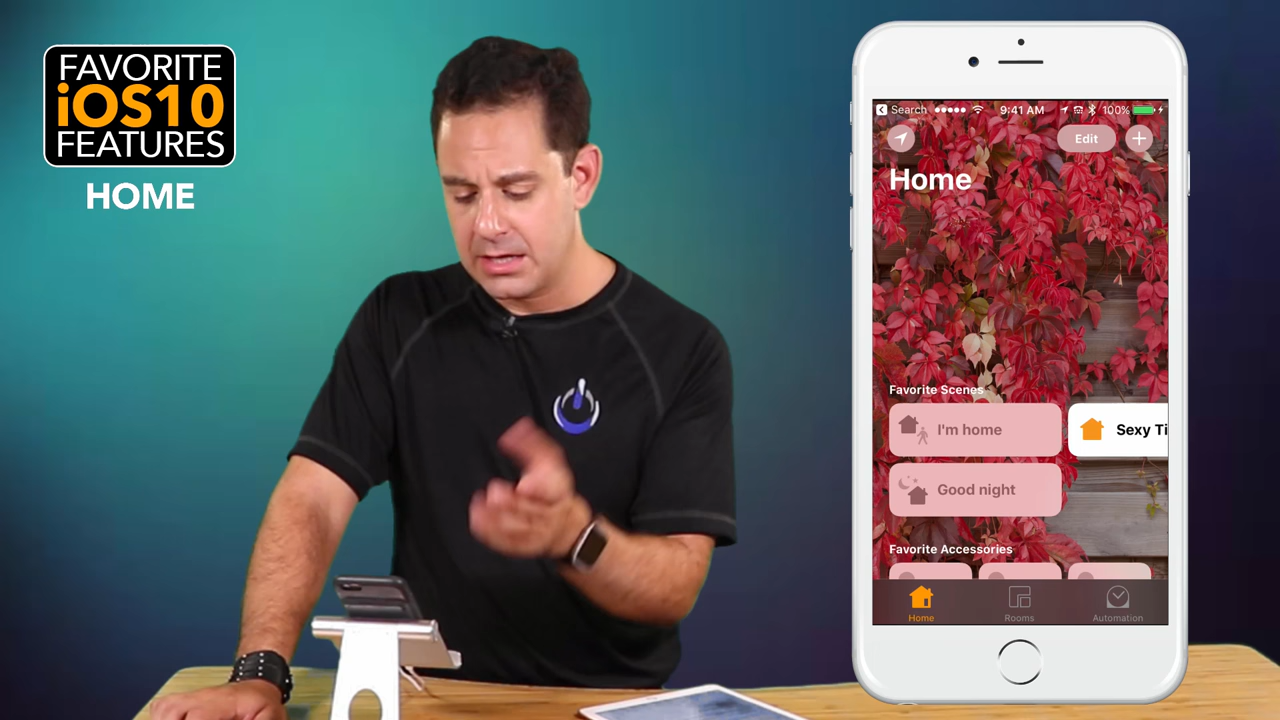 FAVORITE
iOS10
FEATURES
HOME
Search 9:41 AM 100%
Edit
Home
Favorite Scenes
I'm home
Sexy Ti
Good night
Favorite Accessories
Home Rooms Automation